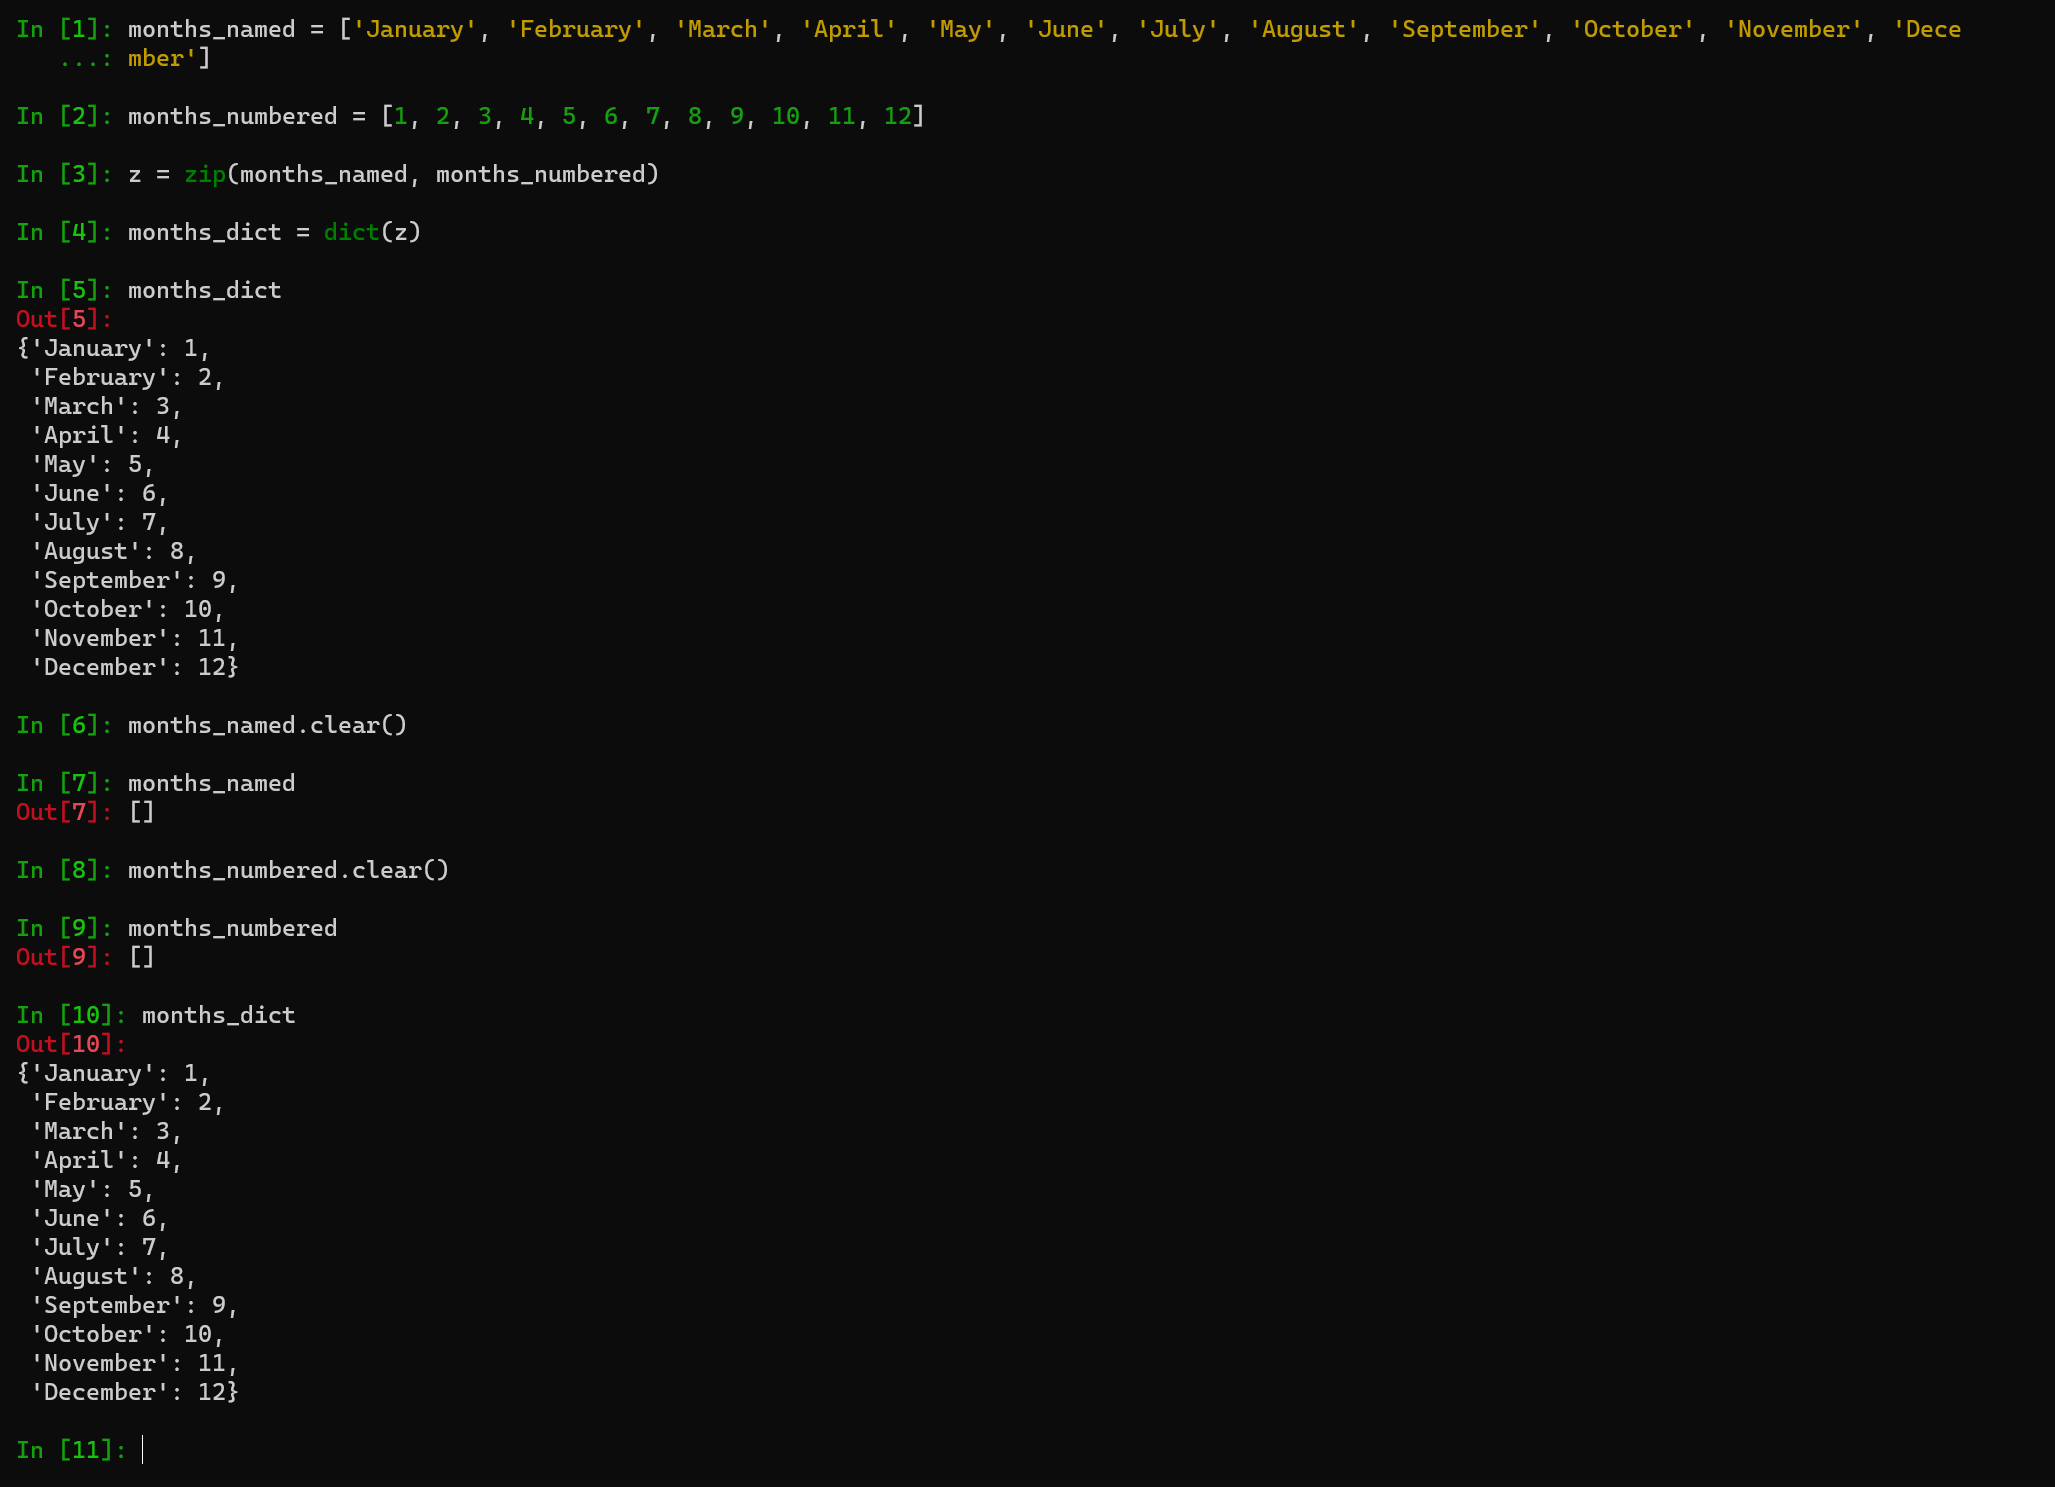 In [1]: months_named = ['January', 'February', 'March', 'April', 'May', 'June', 'July', 'August', 'September', 'October', 'November', 'Dece
   ...: mber']
In [2]: months_numbered = [1, 2, 3, 4, 5, 6, 7, 8, 9, 10, 11, 12]
In [3]: z = zip(months_named, months_numbered)
In [4]: months_dict = dict(z)
In [5]: months_dict
Out[5]:
{'January': 1,
 'February': 2,
 'March': 3,
 'April': 4,
 'May': 5,
 'June': 6,
 'July': 7,
 'August': 8,
 'September': 9,
 'October': 10,
 'November': 11,
 'December': 12}
In [6]: months_named.clear()
In [7]: months_named
Out[7]: []
In [8]: months_numbered.clear()
In [9]: months_numbered
Out[9]: []
In [10]: months_dict
Out[10]:
{'January': 1,
 'February': 2,
 'March': 3,
 'April': 4,
 'May': 5,
 'June': 6,
 'July': 7,
 'August': 8,
 'September': 9,
 'October': 10,
 'November': 11,
 'December': 12}
In [11]: